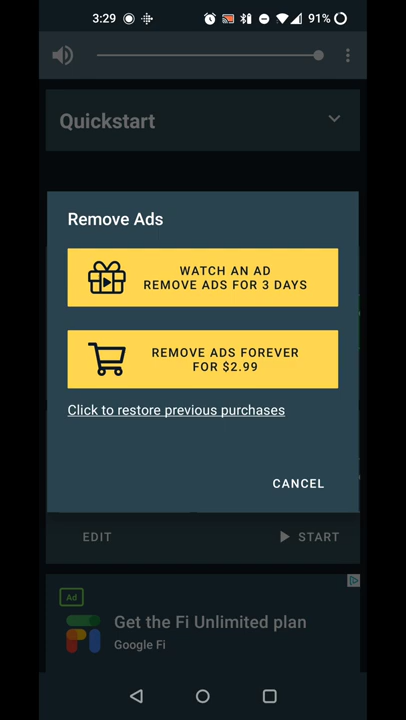 3:29
91%
Quickstart
Remove Ads
WATCH AN AD
REMOVE ADS FOR 3 DAYS
REMOVE ADS FOREVER
FOR $2.99
Click to restore previous purchases
CANCEL
EDIT
START
Ad
Get the Fi Unlimited plan
Google Fi